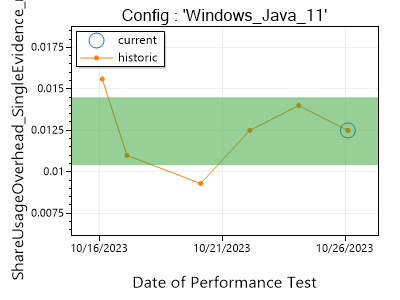 Config : 'Windows_Java_11'
current
historic
0.0175
0.015
0.0125
0.01
0.0075
10/16/2023
10/21/2023
10/26/2023
Date of Performance Test
ShareUsageOverhead_SingleEvidence_